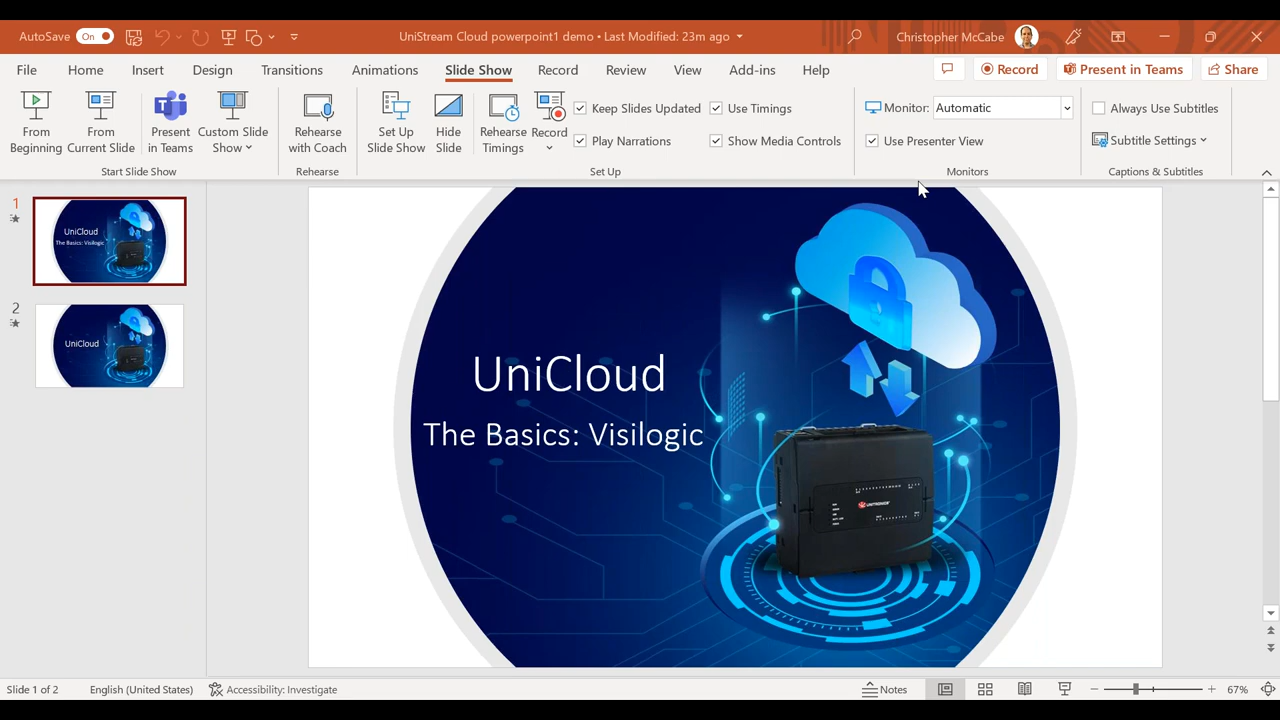 AutoSave On UniStream Cloud powerpoint1 demo • Last Modified: 23m ago Christopher McCabe
File Home Insert Design Transitions Animations Slide Show Record Review View Add-ins Help Record Present in Teams Share
From Beginning
From Current Slide
Present in Teams
Custom Slide Show
Rehearse with Coach
Set Up Slide Show
Hide Slide
Rehearse Timings
Record
Keep Slides Updated
Use Timings
Play Narrations
Show Media Controls
Monitor: Automatic
Use Presenter View
Always Use Subtitles
Subtitle Settings
Start Slide Show Rehearse Set Up Monitors Captions & Subtitles
1
UniCloud
The Basics: Visilogic
2
UniCloud
UniCloud
The Basics: Visilogic
UNITRONICS
Slide 1 of 2 English (United States) Accessibility: Investigate Notes 67%